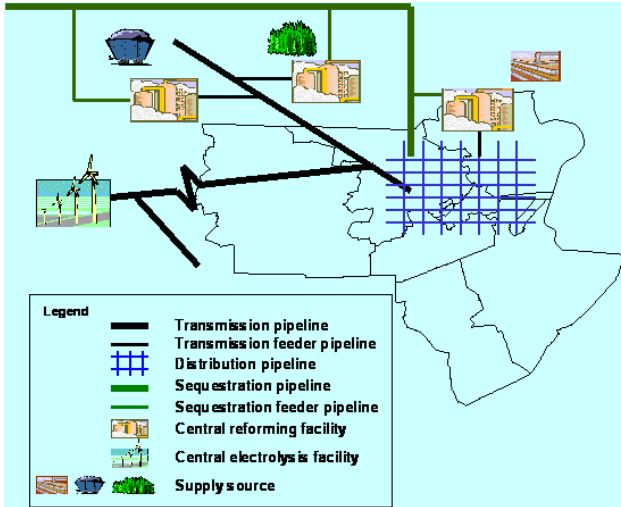 Legend
Transmission pipeline
Transmission feeder pipeline
Distribution pipeline
Sequestration pipeline
Sequestration feeder pipeline
Central reforming facility
Central electrolysis facility
Supply source